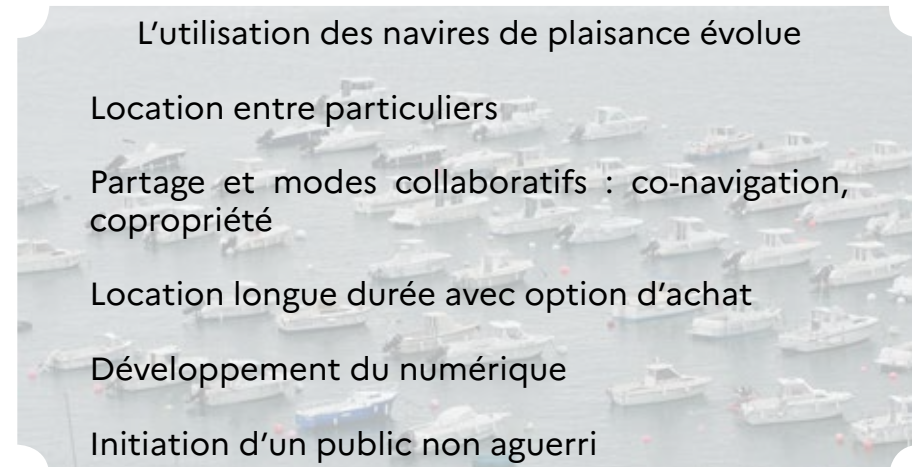 L’utilisation des navires de plaisance évolue
Location entre particuliers
Partage et modes collaboratifs : co-navigation,
copropriété
Location longue durée avec option d’achat
Développement du numérique
Initiation d’un public non aguerri